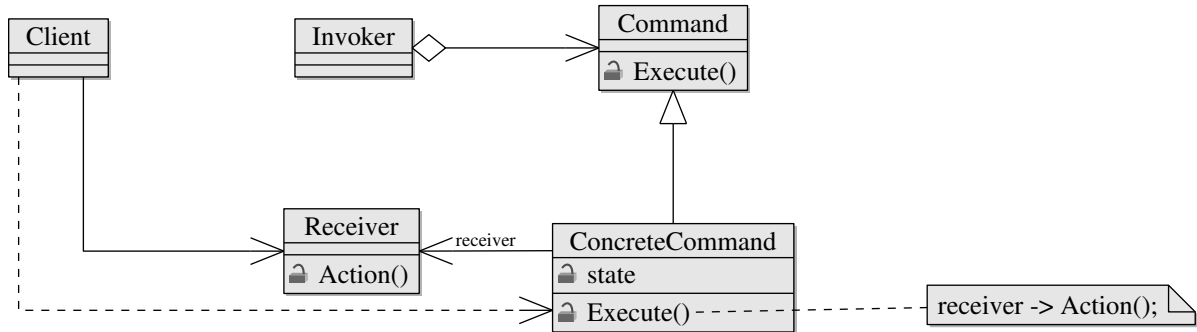 Client
Invoker
Command
Execute()
Receiver
Action()
receiver
ConcreteCommand
state
Execute()
receiver -> Action();